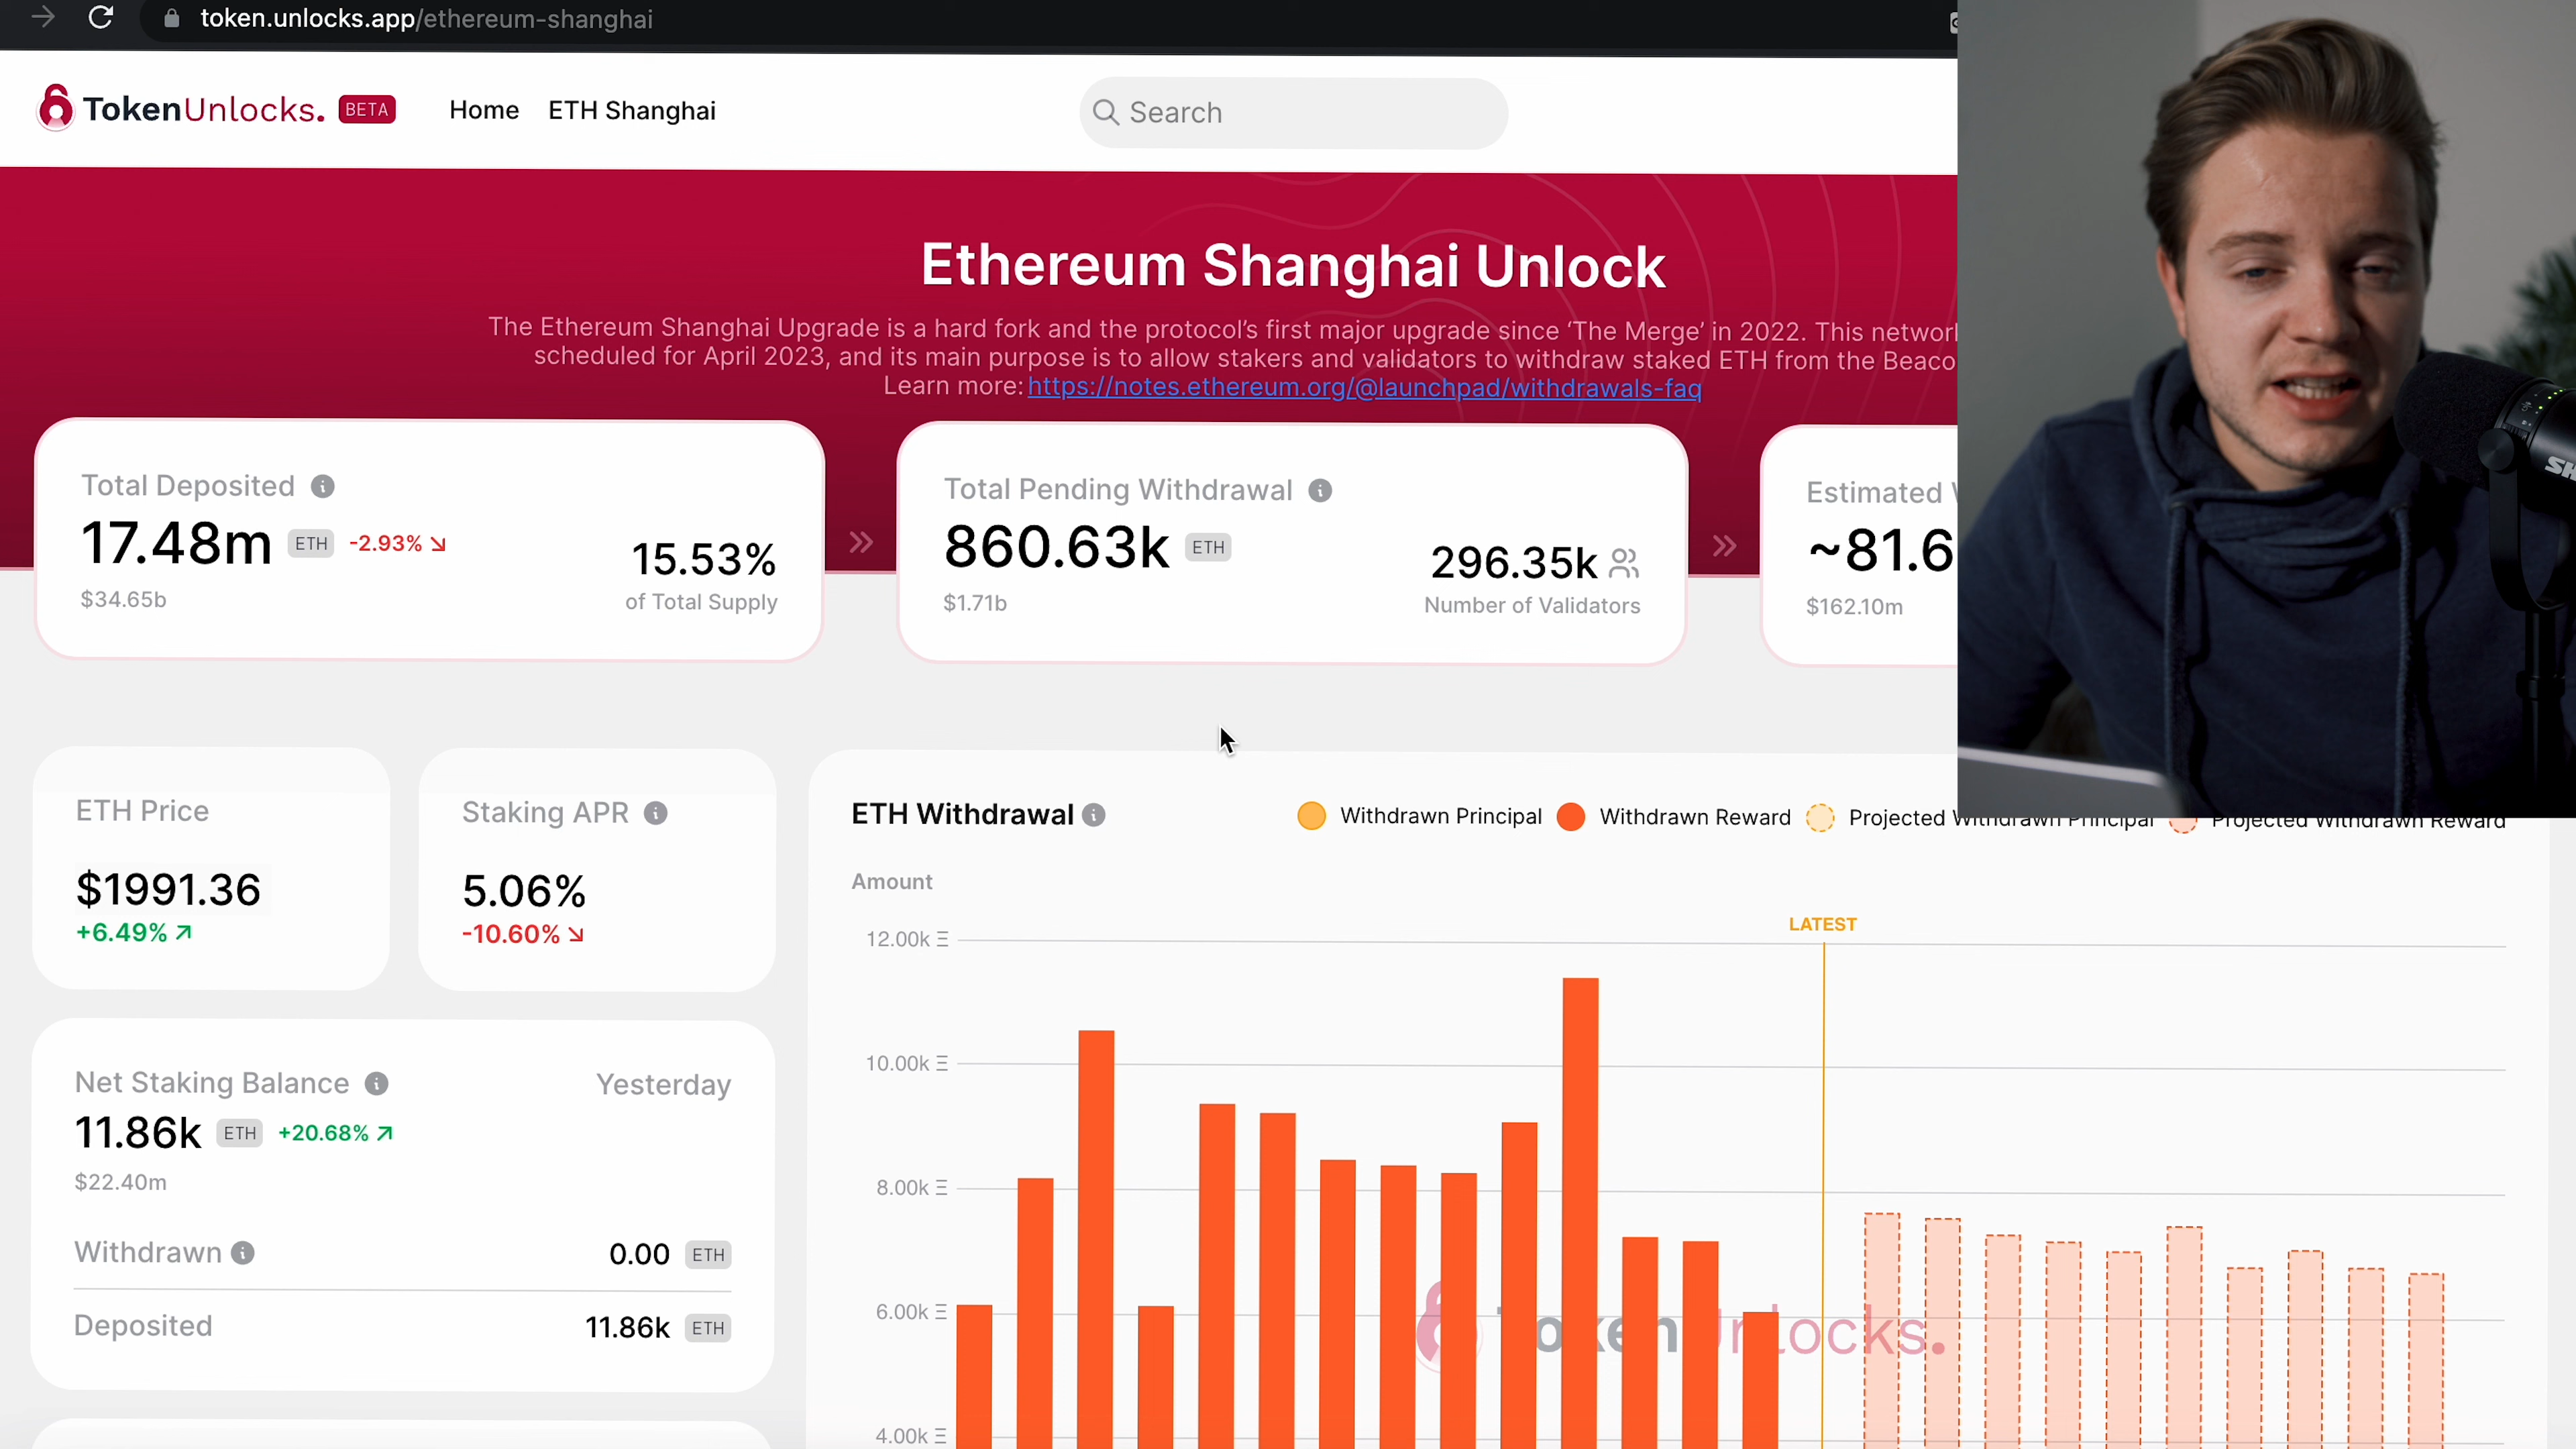 token.unlocks.app/ethereum-shanghai
TokenUnlocks. BETA Home ETH Shanghai Search
Ethereum Shanghai Unlock
The Ethereum Shanghai Upgrade is a hard fork and the protocol's first major upgrade since 'The Merge' in 2022. This
scheduled for April 2023, and its main purpose is to allow stakers and validators to withdraw staked ETH from the
Learn more: https://notes.ethereum.org/@launchpad/withdrawals-faq
Total Deposited
17.48m ETH -2.93%
$34.65b
15.53%
of Total Supply
Total Pending Withdrawal
860.63k ETH
$1.71b
296.35k
Number of Validators
Estimated
~81.6
$162.10m
ETH Price
$1991.36
+6.49%
Staking APR
5.06%
-10.60%
Net Staking Balance Yesterday
11.86k ETH +20.68%
$22.40m
Withdrawn 0.00 ETH
Deposited 11.86k ETH
ETH Withdrawal
Withdrawn Principal Withdrawn Reward Projected Withdrawn Principal Projected Withdrawn Reward
Amount
LATEST
12.00k Ξ
10.00k Ξ
8.00k Ξ
6.00k Ξ
4.00k Ξ